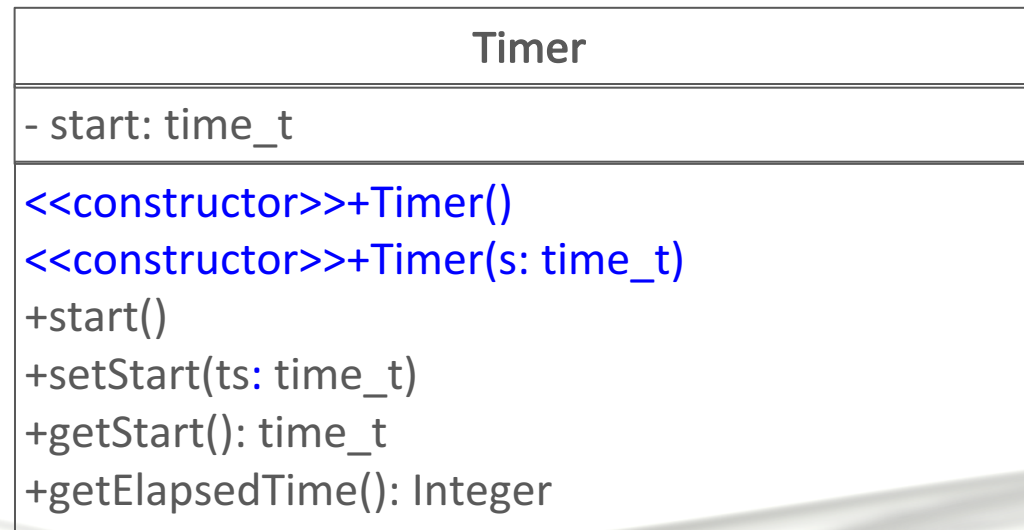 Timer
- start: time_t
<<constructor>>+Timer()
<<constructor>>+Timer(s: time_t)
+start()
+setStart(ts: time_t)
+getStart(): time_t
+getElapsedTime(): Integer